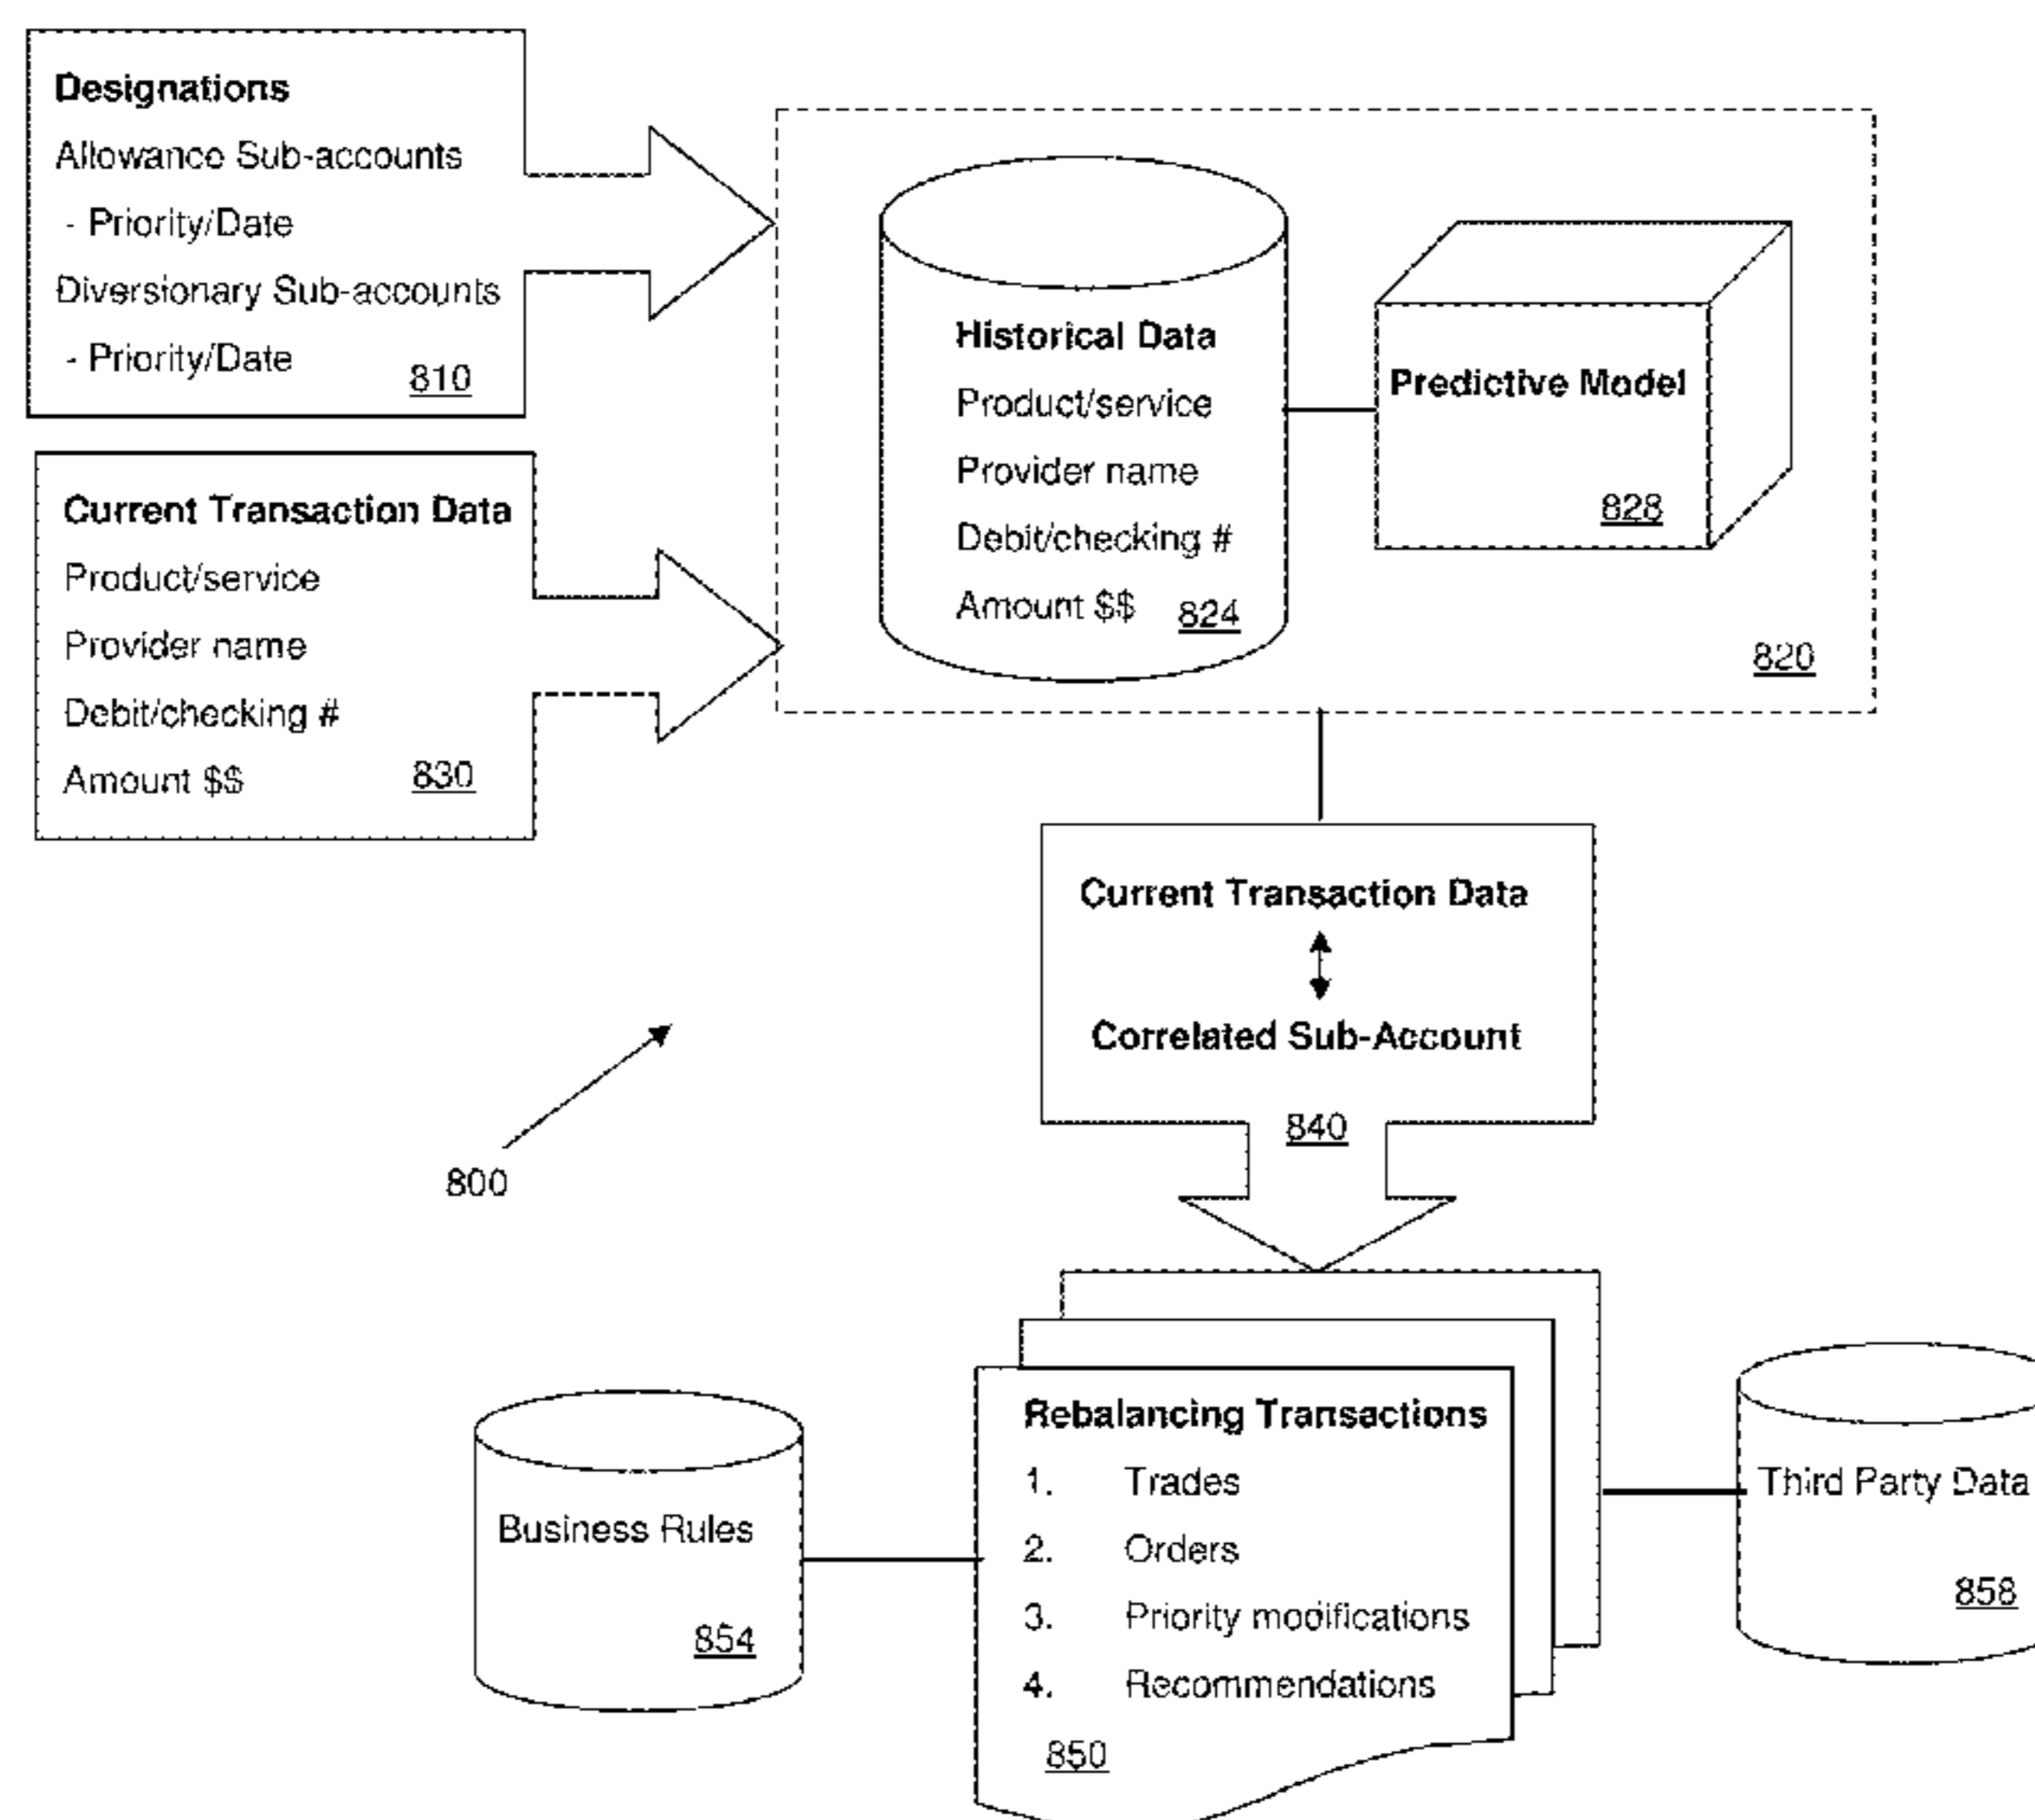 Designations
Allowance Sub-accounts
- Priority/Date
Diversionary Sub-accounts
- Priority/Date
810
Current Transaction Data
Product/service
Provider name
Debit/checking #
Amount $$
830
Historical Data
Product/service
Provider name
Debit/checking #
Amount $$
824
Predictive Model
828
820
Current Transaction Data
Correlated Sub-Account
840
800
Business Rules
854
Rebalancing Transactions
1. Trades
2. Orders
3. Priority modifications
4. Recommendations
850
Third Party Data
858